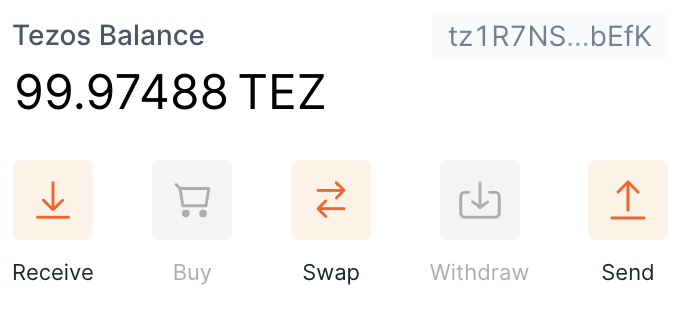 Tezos Balance
tz1R7NS...bEfK
99.97488 TEZ
Receive
Buy
Swap
Withdraw
Send